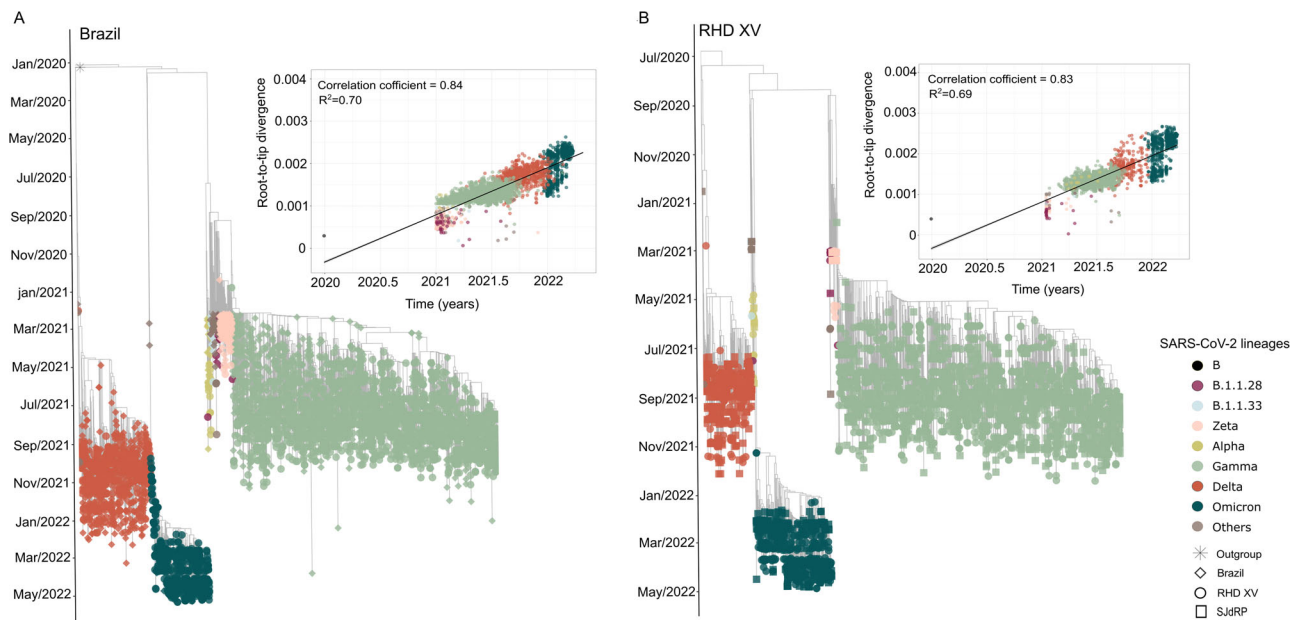 A
Brazil
Jan/2020
Mar/2020
May/2020
Jul/2020
Sep/2020
Nov/2020
jan/2021
Mar/2021
May/2021
Jul/2021
Sep/2021
Nov/2021
Jan/2022
Mar/2022
May/2022
Correlation cofficient = 0.84
R²=0.70
Root-to-tip divergence
0.004
0.003
0.002
0.001
0
2020
2020.5
2021
2021.5
2022
Time (years)
B
RHD XV
Jul/2020
Sep/2020
Nov/2020
Jan/2021
Mar/2021
May/2021
Jul/2021
Sep/2021
Nov/2021
Jan/2022
Mar/2022
May/2022
Correlation cofficient = 0.83
R²=0.69
Root-to-tip divergence
0.004
0.003
0.002
0.001
0
2020
2020.5
2021
2021.5
2022
Time (years)
SARS-CoV-2 lineages
B
B.1.1.28
B.1.1.33
Zeta
Alpha
Gamma
Delta
Omicron
Others
Outgroup
Brazil
RHD XV
SJdRP